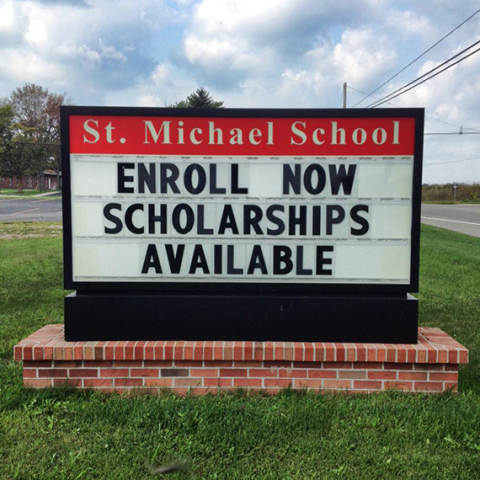 St. Michael School
ENROLL NOW
SCHOLARSHIPS
AVAILABLE